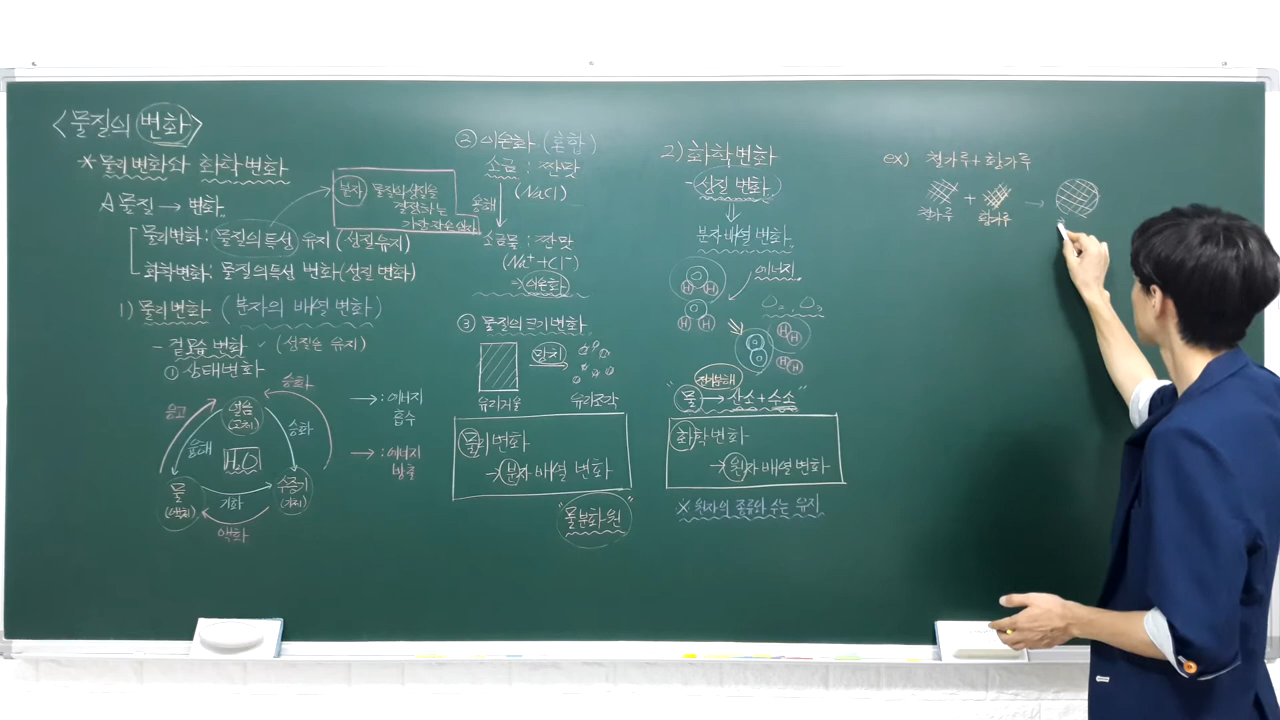 <물질의 변화>
* 물리변화와 화학변화
A 물질 → 변화
물리변화: 물질의 특성 유지 (성질유지)
화학변화: 물질의 특성 변화 (성질 변화)
분자 물질의 성질을
결정하는
가장 작은 입자
1) 물리변화 (분자의 배열 변화)
- 겉모습 변화 (성질은 유지)
① 상태변화
승화
얼음
(고체)
응고
융해
승화
H2O
물
(액체)
기화
수증기
(기체)
액화
→ : 에너지
흡수
→ : 에너지
방출
② 이온화 (혼합)
소금 : 짠맛
(NaCl)
용해
소금물 : 짠맛
(Na⁺+Cl⁻)
→ 이온화
③ 물질의 크기 변화
망치
유리거울
유리조각
물리변화
→ 분자 배열 변화
"물분화원"
2) 화학변화
- 성질 변화
분자배열 변화
에너지
O
H H
O
H H
O
O
H H
H H
전기분해
"물 → 산소 + 수소"
화학변화
→ 원자 배열 변화
※ 원자의 종류와 수는 유지
ex) 철가루 + 황가루
+ →
철가루 황가루